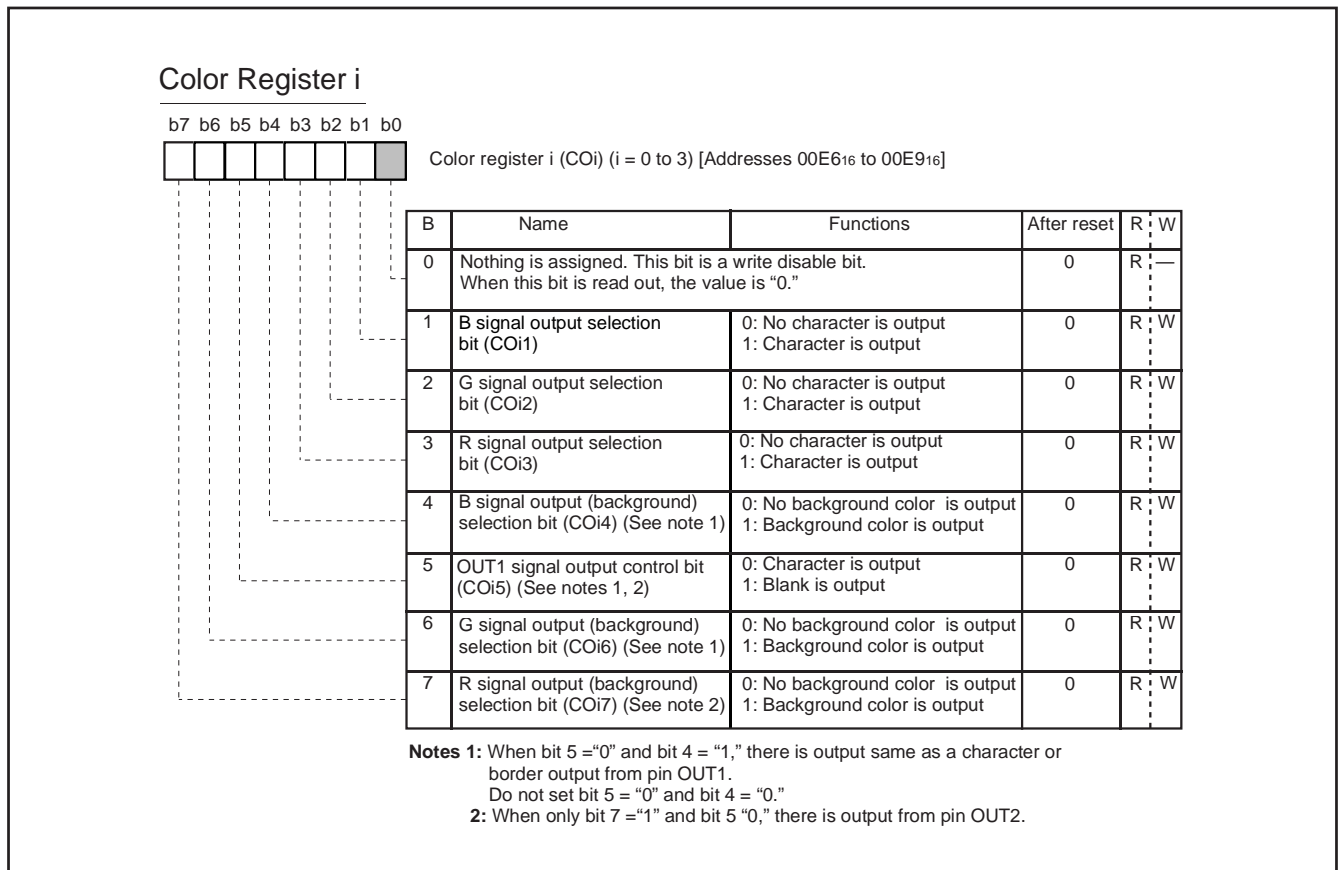 Color Register i
b7 b6 b5 b4 b3 b2 b1 b0
Color register i (COi) (i = 0 to 3) [Addresses 00E616 to 00E916]
B Name Functions After reset R W
0 Nothing is assigned. This bit is a write disable bit. 0 R —
When this bit is read out, the value is “0.”
1 B signal output selection 0: No character is output 0 R W
bit (COi1) 1: Character is output
2 G signal output selection 0: No character is output 0 R W
bit (COi2) 1: Character is output
3 R signal output selection 0: No character is output 0 R W
bit (COi3) 1: Character is output
4 B signal output (background) 0: No background color is output 0 R W
selection bit (COi4) (See note 1) 1: Background color is output
5 OUT1 signal output control bit 0: Character is output 0 R W
(COi5) (See notes 1, 2) 1: Blank is output
6 G signal output (background) 0: No background color is output 0 R W
selection bit (COi6) (See note 1) 1: Background color is output
7 R signal output (background) 0: No background color is output 0 R W
selection bit (COi7) (See note 2) 1: Background color is output
Notes 1: When bit 5 =“0” and bit 4 = “1,” there is output same as a character or
border output from pin OUT1.
Do not set bit 5 = “0” and bit 4 = “0.”
2: When only bit 7 =“1” and bit 5 “0,” there is output from pin OUT2.